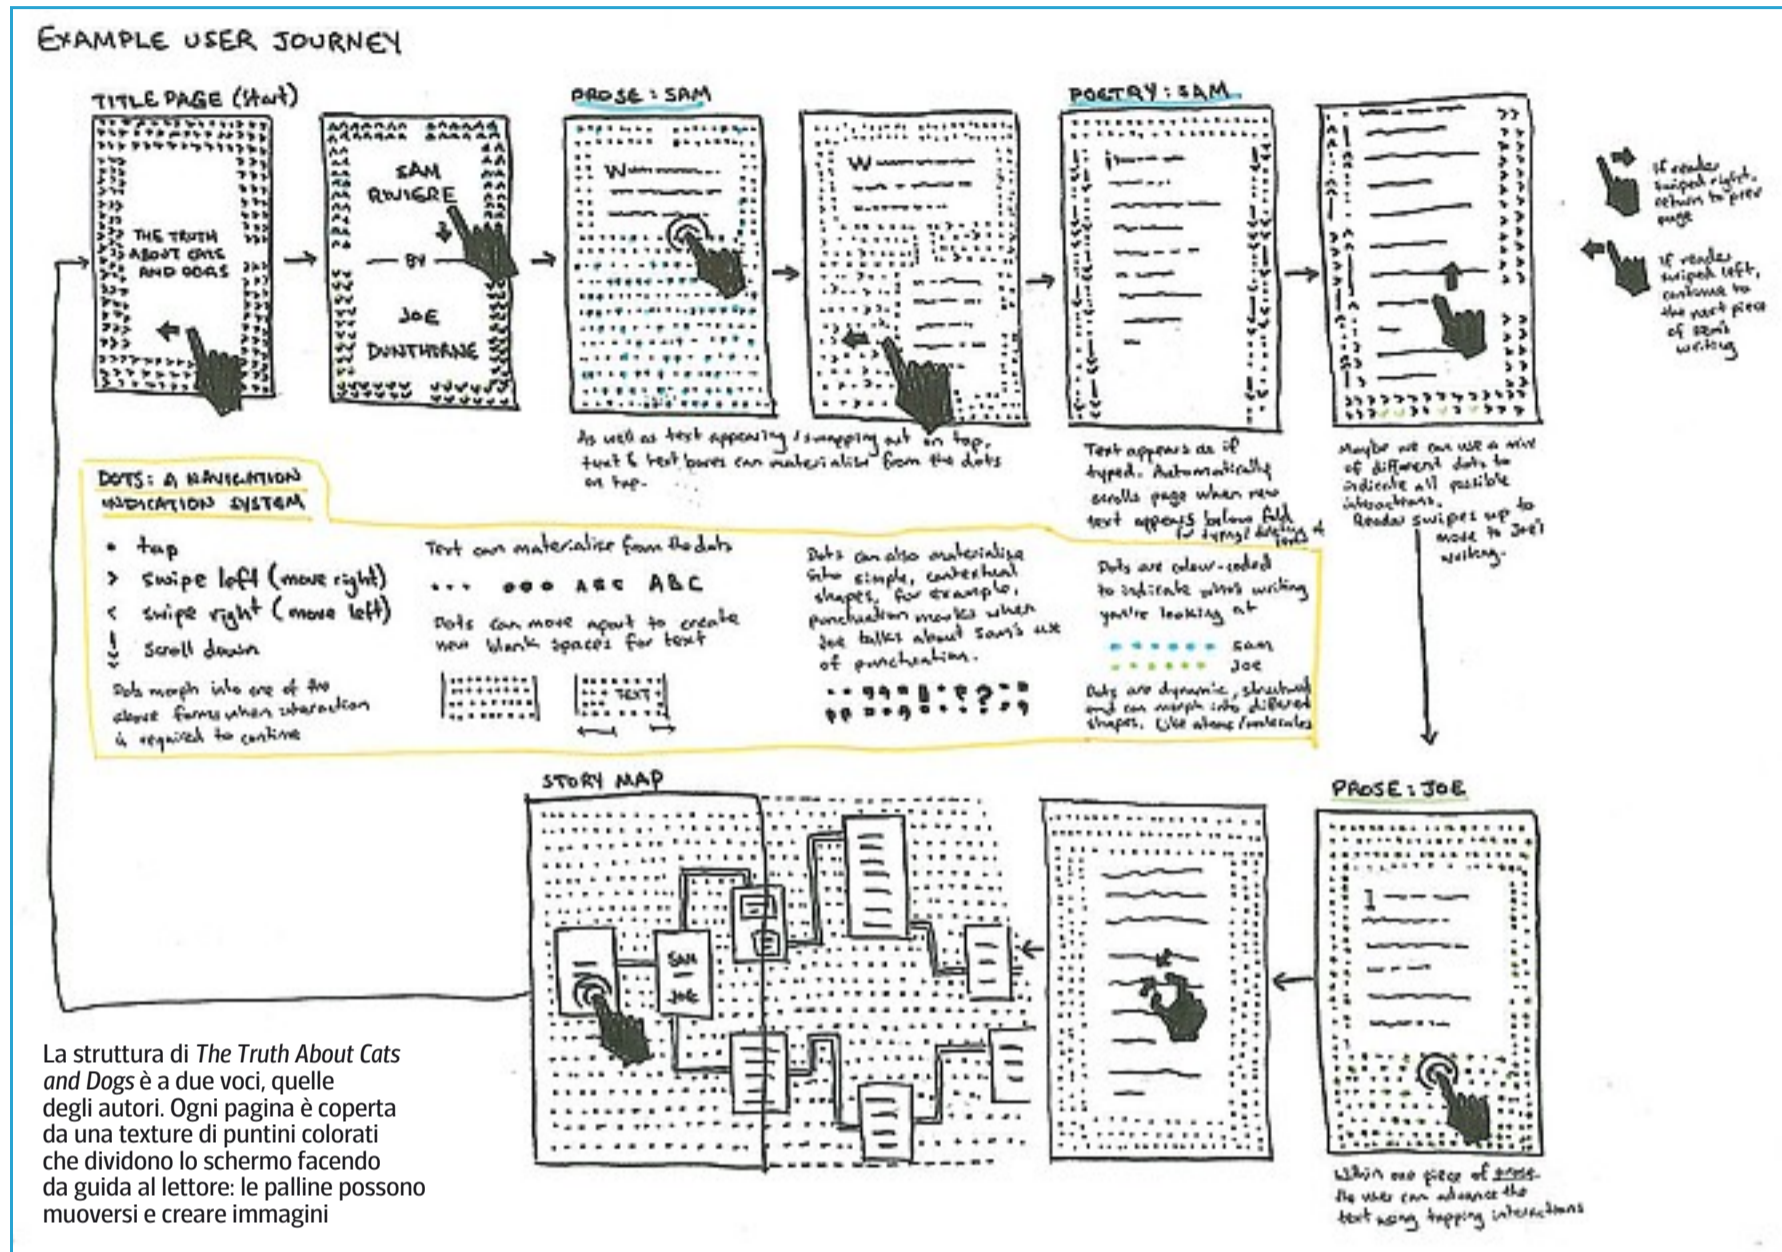 EXAMPLE USER JOURNEY
TITLE PAGE (Start)
THE TRUTH
ABOUT CATS
AND DOGS
SAM
RIVIERE
BY
JOE
DUNTHORNE
PROSE : SAM
W
W
As well as text appearing / swapping out on tap,
text & text boxes can materialise from the dots
on tap.
POETRY : SAM
Text appears as if
typed. Automatically
scrolls page when new
text appears below fold
for typing
Maybe we can use a mix
of different dots to
indicate all possible
interactions.
Reader swipes up to
move to Joe's
writing.
If reader
swiped right,
return to prev
page
If reader
swiped left,
continue to
the next piece
of Sam's
writing
DOTS: A NAVIGATION
INDICATION SYSTEM
• tap
> swipe left (move right)
< swipe right (move left)
scroll down
Dots morph into one of the
above forms when interaction
is required to continue
Text can materialise from the dots
ABC ABC
Dots can move apart to create
new blank spaces for text
TEXT
Dots can also materialise
into simple, contextual
shapes, for example,
punctuation marks when
Joe talks about Sam's use
of punctuation.
Dots are colour-coded
to indicate who's writing
you're looking at
Sam
Joe
Dots are dynamic, structural
and can morph into different
shapes. Like atoms/molecules
STORY MAP
SAM
JOE
PROSE : JOE
Within one piece of prose
the user can advance the
text using tapping interactions
La struttura di The Truth About Cats
and Dogs è a due voci, quelle
degli autori. Ogni pagina è coperta
da una texture di puntini colorati
che dividono lo schermo facendo
da guida al lettore: le palline possono
muoversi e creare immagini